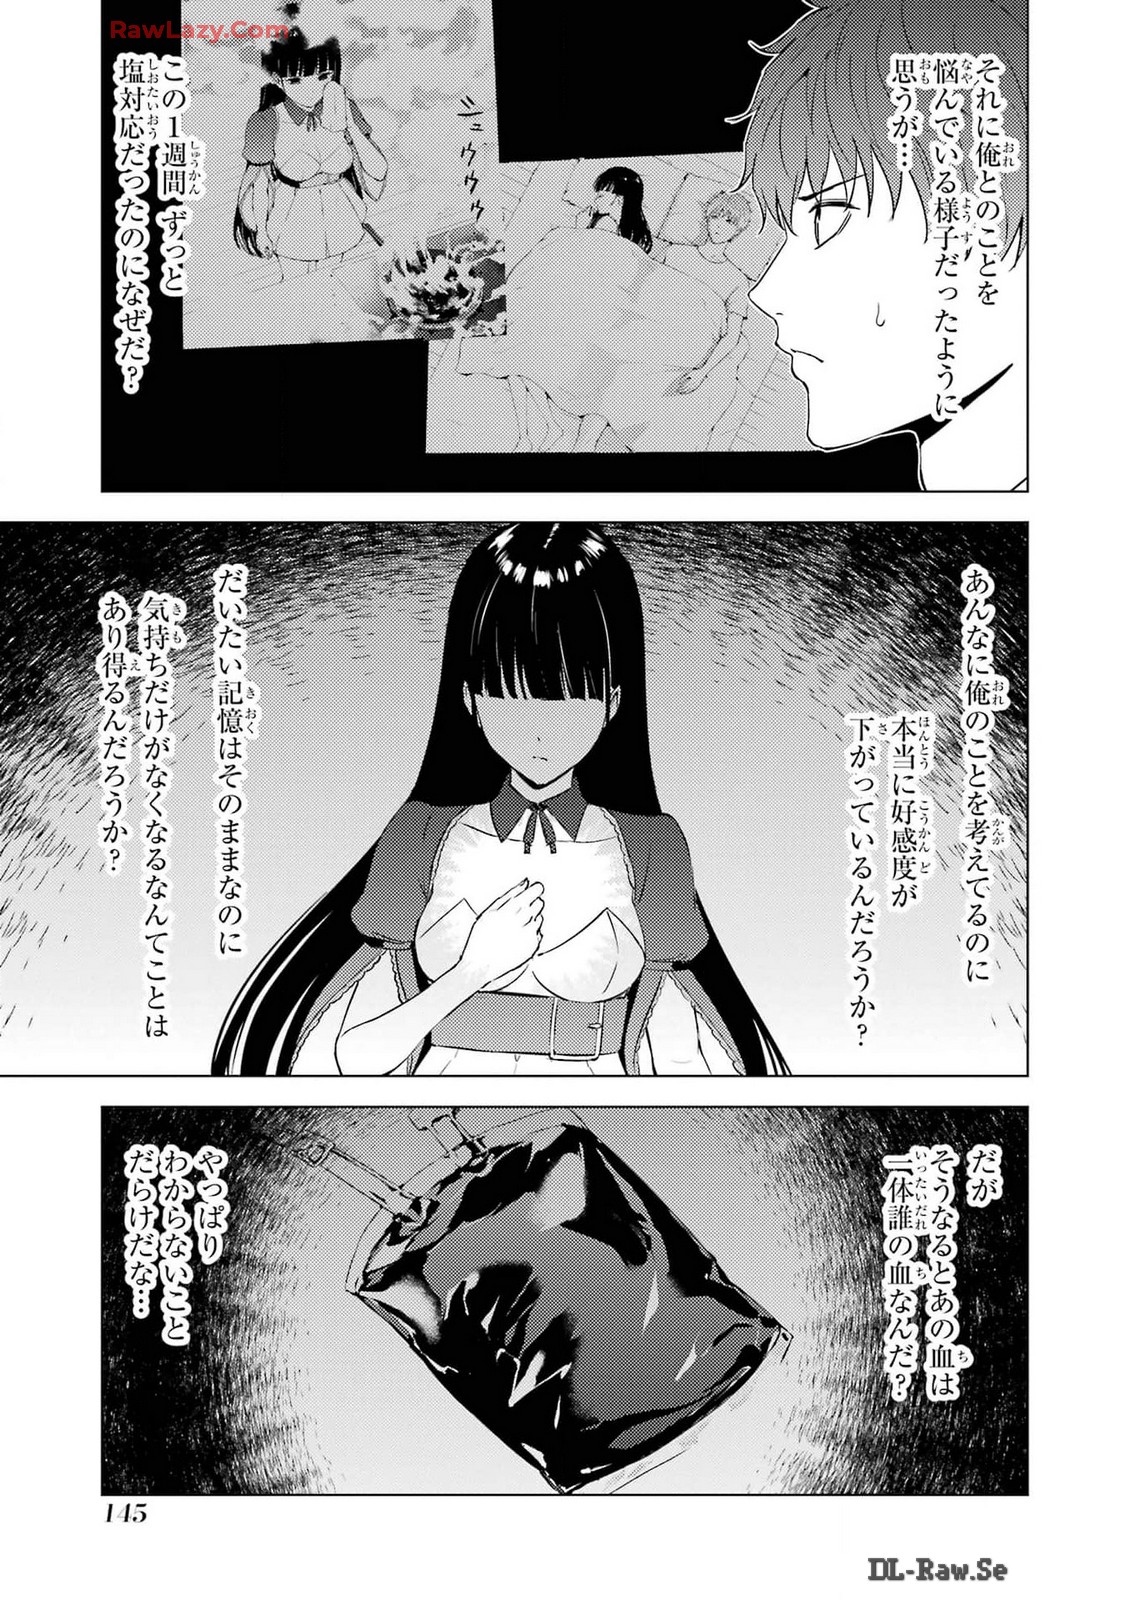 RawLazy.Com
それに俺とのことを
悩んでいる様子だったように
思うが…
この1週間ずっと
塩対応だったのになぜだ？
シュウウウ
あんなに俺のことを考えてるのに
本当に好感度が
下がっているんだろうか？
だいたい記憶はそのままなのに
気持ちだけがなくなるなんてことは
あり得るんだろうか？
だが
そうなるとあの血は
一体誰の血なんだ？
やっぱり
わからないこと
だらけだな…
145
DL-Raw.Se